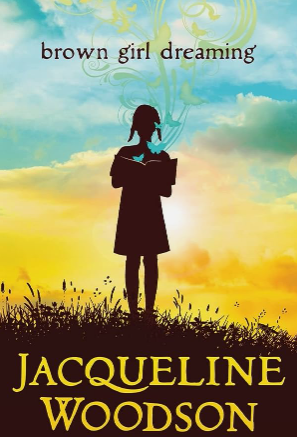 brown girl dreaming
JACQUELINE
WOODSON